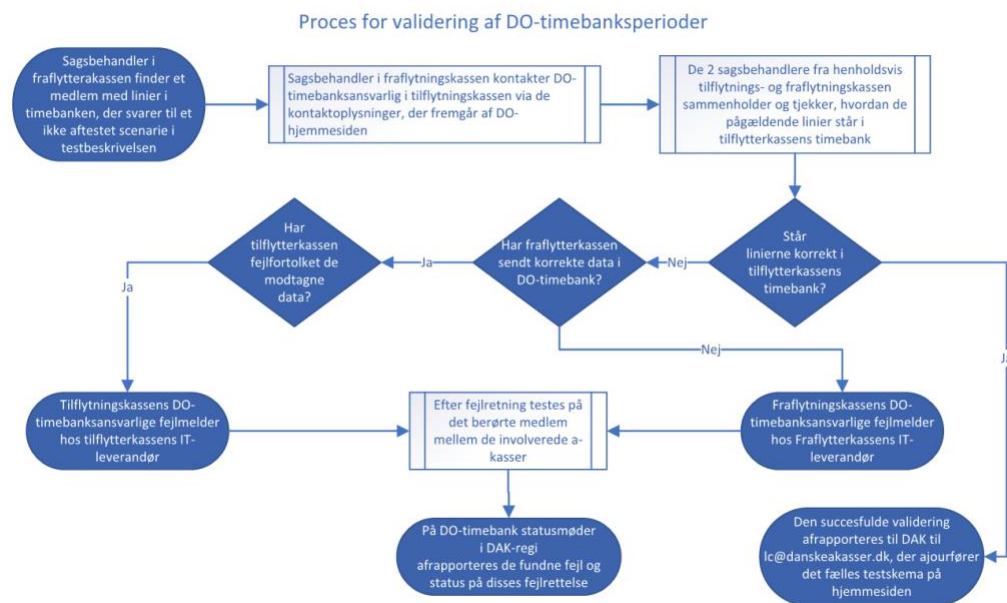 Proces for validering af DO-timebanksperioder
Sagsbehandler i
fraflytterakassen finder et
medlem med linier i
timebanken, der svarer til et
ikke aftestet scenarie i
testbeskrivelsen
Sagsbehandler i fraflytningskassen kontakter DO-
timebanksansvarlig i tilflytningskassen via de
kontaktoplysninger, der fremgår af DO-
hjemmesiden
De 2 sagsbehandlere fra henholdsvis
tilflytnings- og fraflytningskassen
sammenholder og tjekker, hvordan de
pågældende linier står i
tilflytterkassens timebank
Har
tilflytterkassen
fejlfortolket de
modtagne
data?
Ja
Har fraflytterkassen
sendt korrekte data i
DO-timebank?
Nej
Står
linierne korrekt i
tilflytterkassens
timebank?
Ja
Nej
Ja
Tilflytningskassens DO-
timebanksansvarlige fejlmelder
hos tilflytterkassens IT-
leverandør
Efter fejlretning testes på
det berørte medlem
mellem de involverede a-
kasser
Fraflytningskassens DO-
timebanksansvarlige fejlmelder
hos Fraflytterkassens IT-
leverandør
På DO-timebank statusmøder
i DAK-regi
afrapporteres de fundne fejl og
status på disses fejlrettelse
Den succesfulde validering
afrapporteres til DAK til
lc@danskeakasser.dk, der ajourfører
det fælles testskema på
hjemmesiden